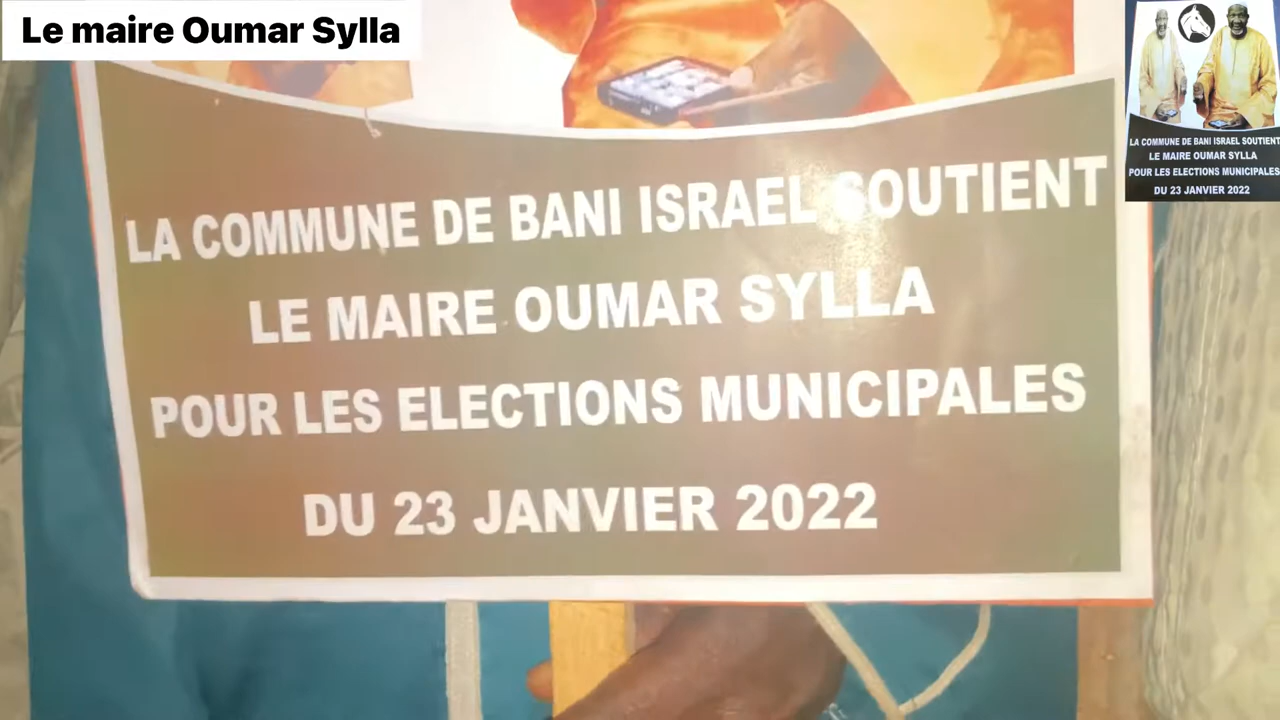 Le maire Oumar Sylla
LA COMMUNE DE BANI ISRAEL SOUTIENT
LE MAIRE OUMAR SYLLA
POUR LES ELECTIONS MUNICIPALES
DU 23 JANVIER 2022
LA COMMUNE DE BANI ISRAEL SOUTIENT
LE MAIRE OUMAR SYLLA
POUR LES ELECTIONS MUNICIPALES
DU 23 JANVIER 2022